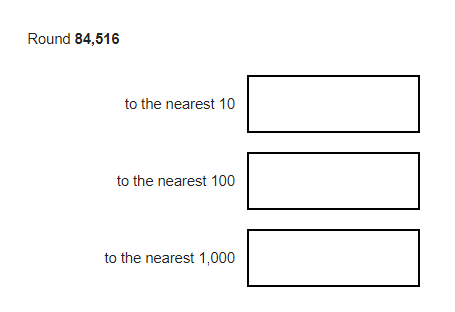 Round 84,516
to the nearest 10
to the nearest 100
to the nearest 1,000